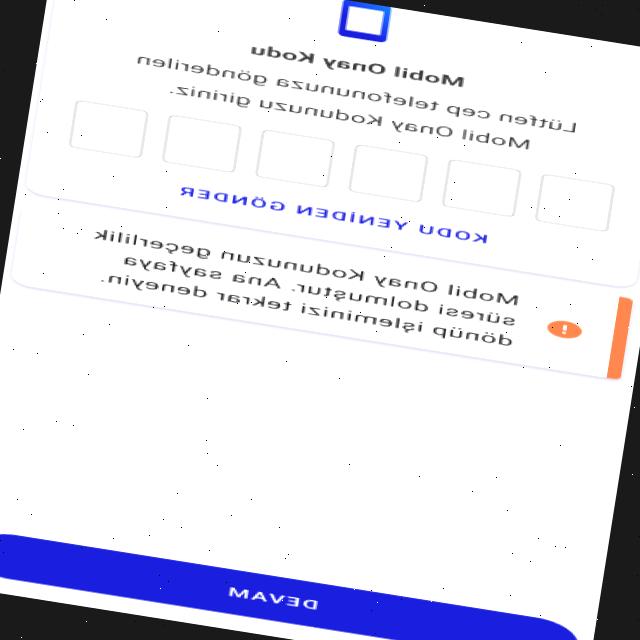 Mobil Onay Kodu
Lütfen cep telefonunuza gönderilen
Mobil Onay Kodunuzu giriniz.
KODU YENİDEN GÖNDER
Mobil Onay Kodunuzun geçerlilik
süresi dolmuştur. Ana sayfaya
dönüp işleminizi tekrar deneyin.
DEVAM